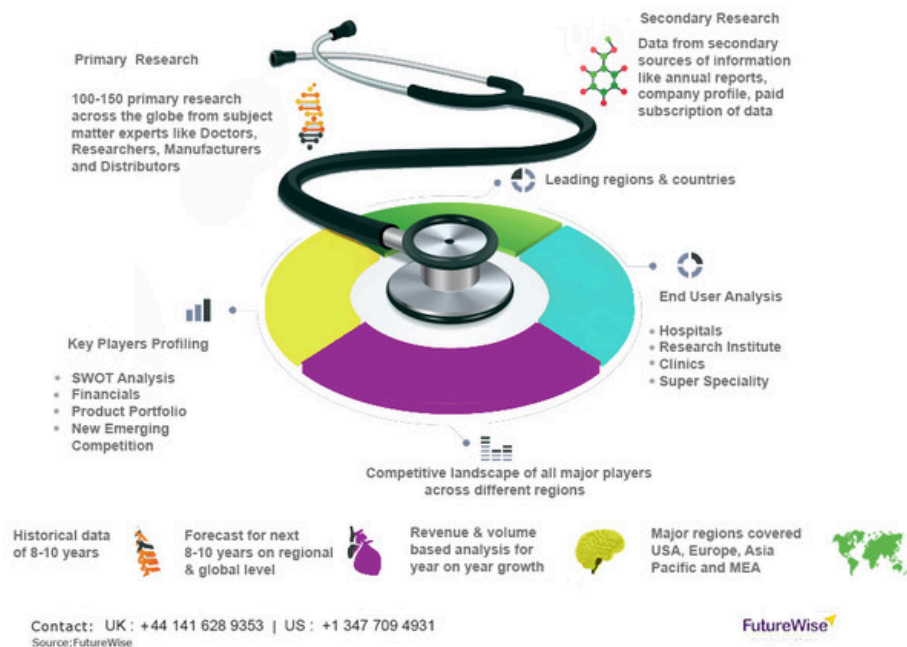 Primary Research
100-150 primary research
across the globe from subject
matter experts like Doctors,
Researchers, Manufacturers
and Distributors
Secondary Research
Data from secondary
sources of information
like annual reports,
company profile, paid
subscription of data
Leading regions & countries
End User Analysis
• Hospitals
• Research Institute
• Clinics
• Super Speciality
Key Players Profiling
• SWOT Analysis
• Financials
• Product Portfolio
• New Emerging
Competition
Competitive landscape of all major players
across different regions
Historical data
of 8-10 years
Forecast for next
8-10 years on regional
& global level
Revenue & volume
based analysis for
year on year growth
Major regions covered
USA, Europe, Asia
Pacific and MEA
Contact: UK : +44 141 628 9353 | US : +1 347 709 4931
Source:FutureWise
FutureWise